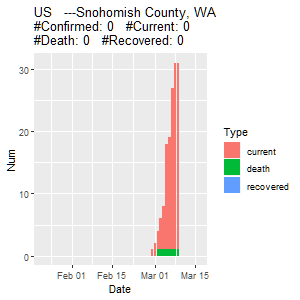 US   ---Snohomish County, WA
#Confirmed: 0   #Current: 0
#Death: 0   #Recovered: 0
Num
30
20
10
0
Feb 01
Feb 15
Mar 01
Mar 15
Date
Type
current
death
recovered